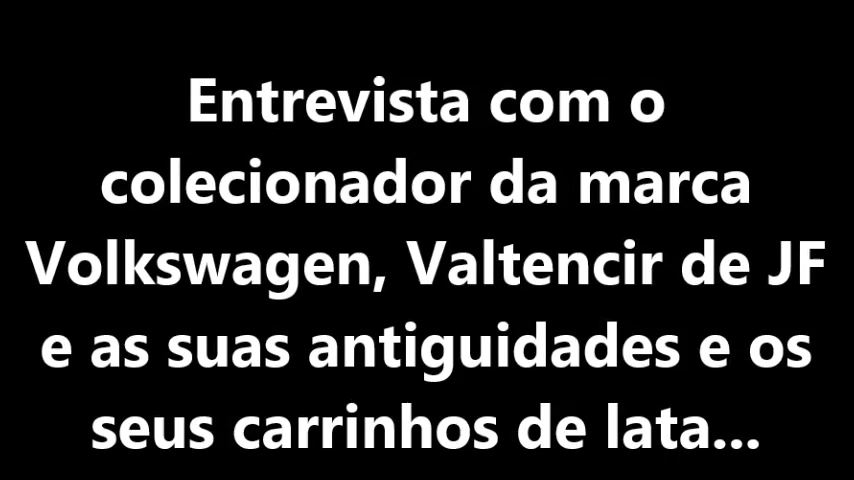 Entrevista com o
colecionador da marca
Volkswagen, Valtencir de JF
e as suas antiguidades e os
seus carrinhos de lata...